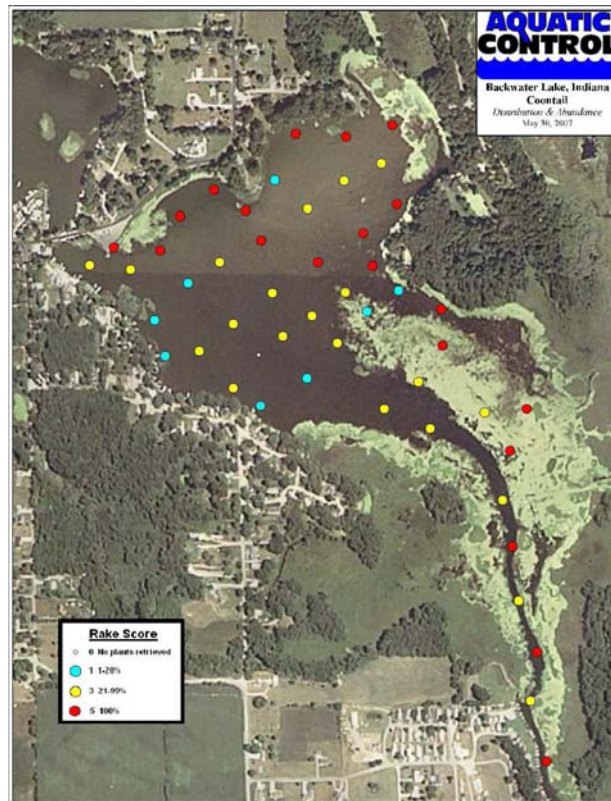 AQUATIC
CONTROL
Backwater Lake, Indiana
Coontail
Distribution & Abundance
May 30, 2007
Rake Score
0 No plants retrieved
1 1-20%
3 21-99%
5 100%